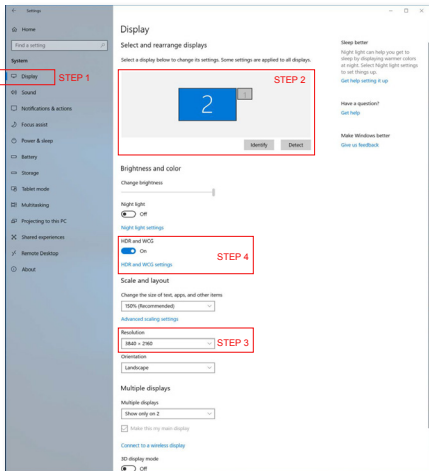 Settings
Home
Find a setting
System
Display
STEP 1
Sound
Notifications & actions
Focus assist
Power & sleep
Battery
Storage
Tablet mode
Multitasking
Projecting to this PC
Shared experiences
Remote Desktop
About
Display
Select and rearrange displays
Select a display below to change its settings. Some settings are applied to all displays.
STEP 2
2
1
Identify
Detect
Brightness and color
Change brightness
Night light
Off
Night light settings
HDR and WCG
On
STEP 4
HDR and WCG settings
Scale and layout
Change the size of text, apps, and other items
150% (Recommended)
Advanced scaling settings
Resolution
3840 × 2160
STEP 3
Orientation
Landscape
Multiple displays
Multiple displays
Show only on 2
Make this my main display
Connect to a wireless display
3D display mode
Off
Sleep better
Night light can help you get to
sleep by displaying warmer colors
at night. Select Night light settings
to set things up.
Get help setting it up
Have a question?
Get help
Make Windows better
Give us feedback